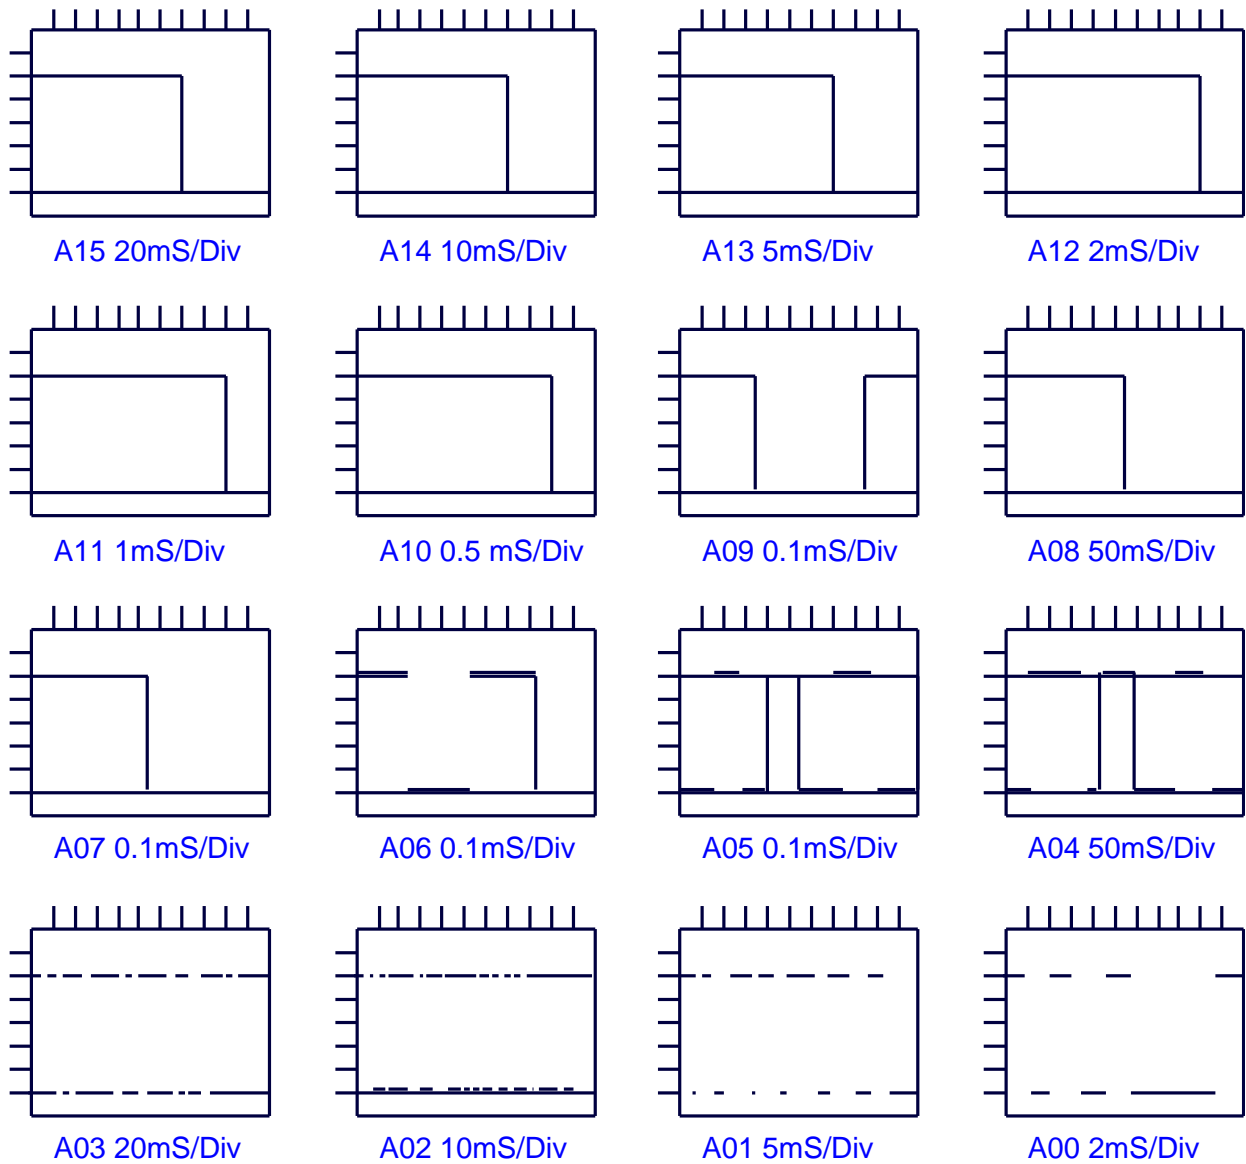 A15 20mS/Div
A14 10mS/Div
A13 5mS/Div
A12 2mS/Div
A11 1mS/Div
A10 0.5 mS/Div
A09 0.1mS/Div
A08 50mS/Div
A07 0.1mS/Div
A06 0.1mS/Div
A05 0.1mS/Div
A04 50mS/Div
A03 20mS/Div
A02 10mS/Div
A01 5mS/Div
A00 2mS/Div